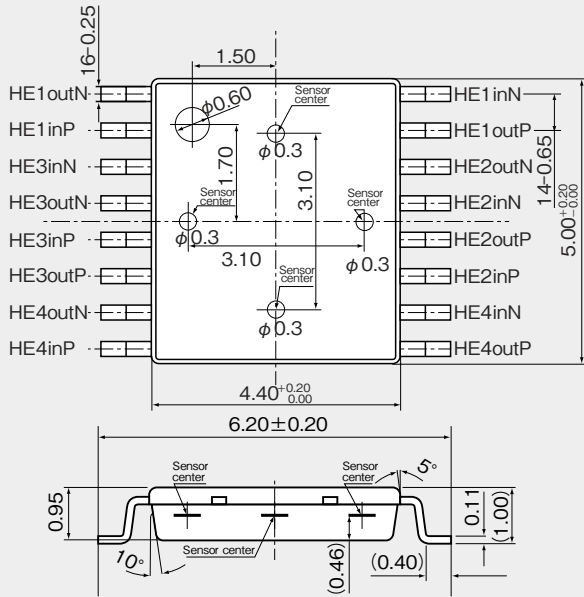 1.50
16-0.25
φ0.60
Sensor
center
HE1outN
HE1inN
HE1inP
HE1outP
φ0.3
14-0.65
HE3inN
1.70
HE2outN
3.10
Sensor
center
Sensor
center
HE3outN
HE2inN
5.00+0.20
-0.00
HE3inP
φ0.3
HE2outP
3.10
φ0.3
HE3outP
Sensor
center
HE2inP
HE4outN
HE4inN
φ0.3
HE4inP
HE4outP
4.40+0.20
0.00
6.20±0.20
Sensor
center
Sensor
center
5°
0.95
0.11
(1.00)
Sensor center
10°
(0.46)
(0.40)